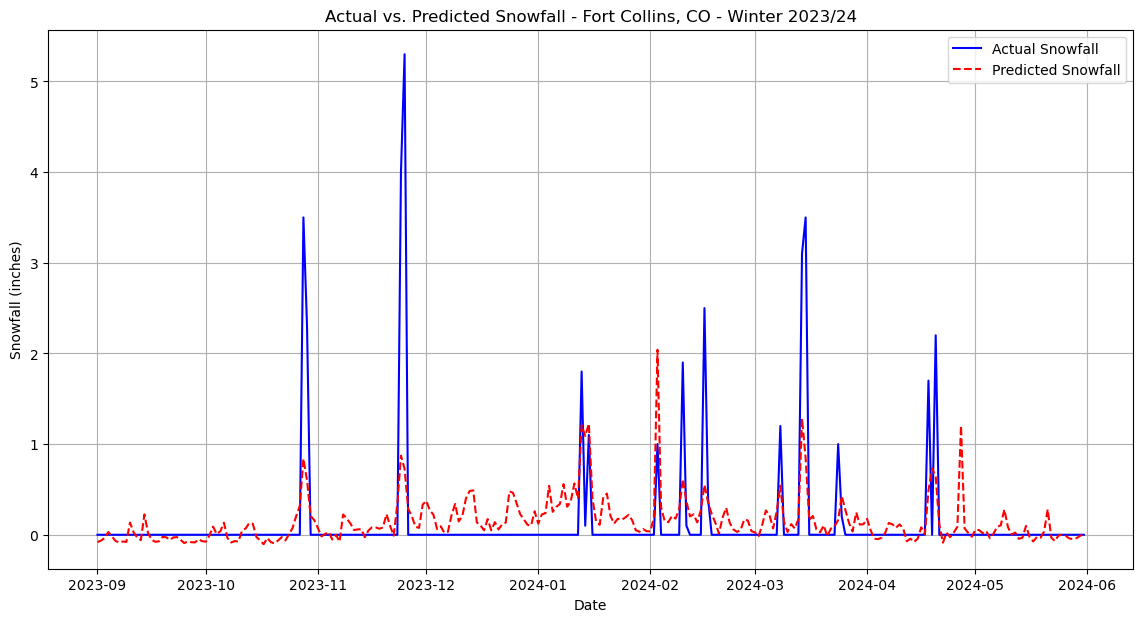 Actual vs. Predicted Snowfall - Fort Collins, CO - Winter 2023/24
Actual Snowfall
Predicted Snowfall
Snowfall (inches)
5
4
3
2
1
0
2023-09 2023-10 2023-11 2023-12 2024-01 2024-02 2024-03 2024-04 2024-05 2024-06
Date